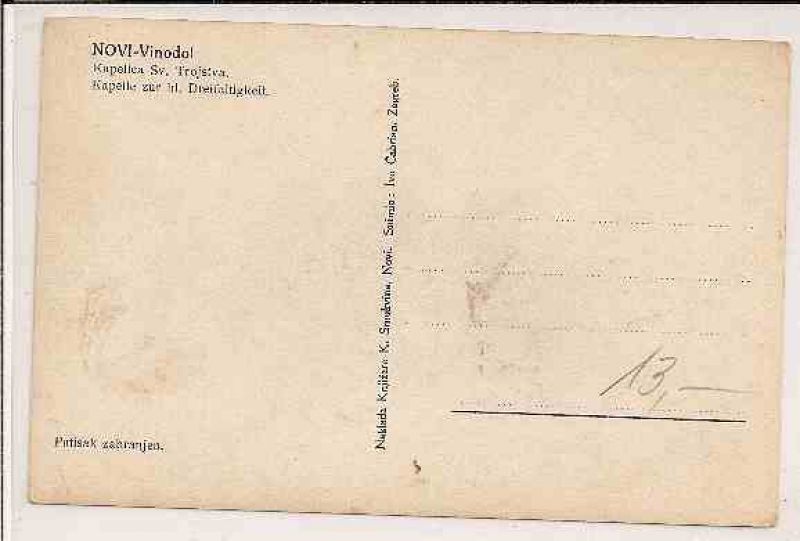 NOVI-Vinodol
Kapelica Sv. Trojstva.
Kapelle zur hl. Dreifaltigkeit.
Naklada Knjižara K. Smokvina, Novi. Snimio: Ivo Čabrian, Zagreb.
13,—
Patisak zabranjen.